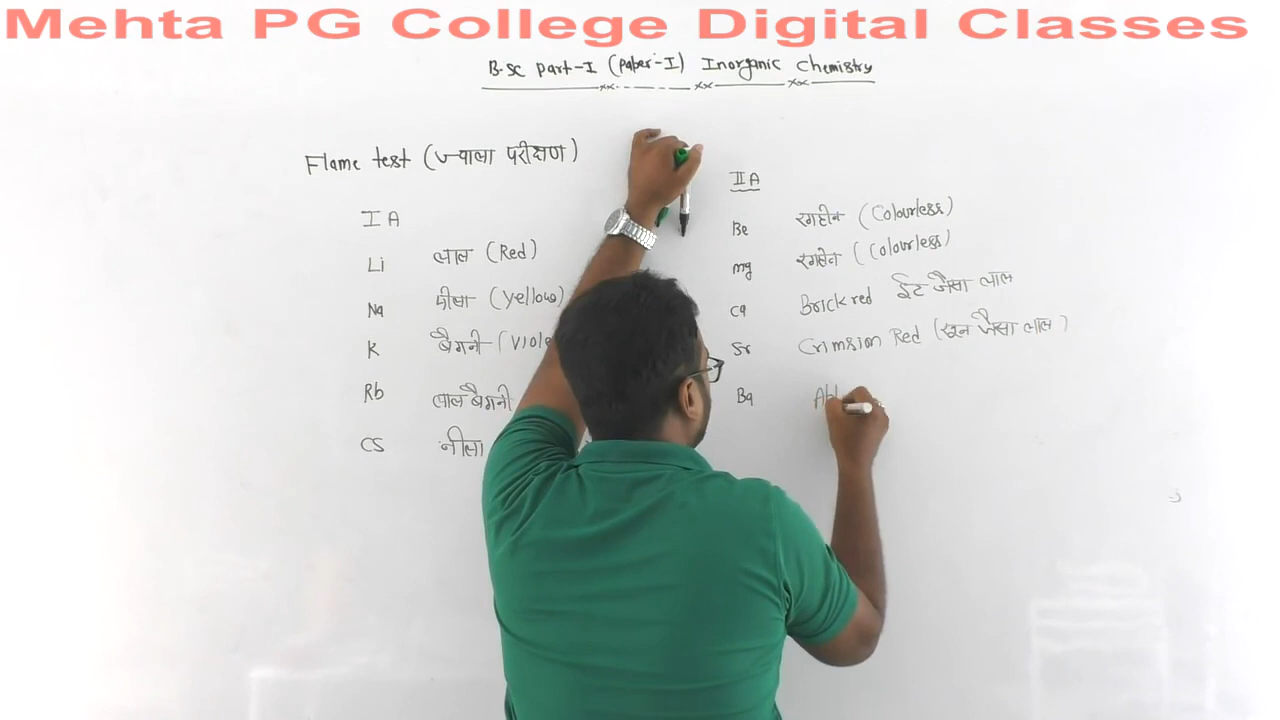 Mehta PG College Digital Classes
B.Sc Part-I (Paper-I) Inorganic Chemistry
Flame test (ज्वाला परीक्षण)
I A
Li लाल (Red)
Na पीला (Yellow)
K बैगनी (Viole
Rb लाल बैगनी
Cs नीला
II A
Be रंगहीन (Colourless)
Mg रंगहीन (Colourless)
Ca Brick red ईट जैसा लाल
Sr Crimsion Red (खून जैसा लाल)
Ba